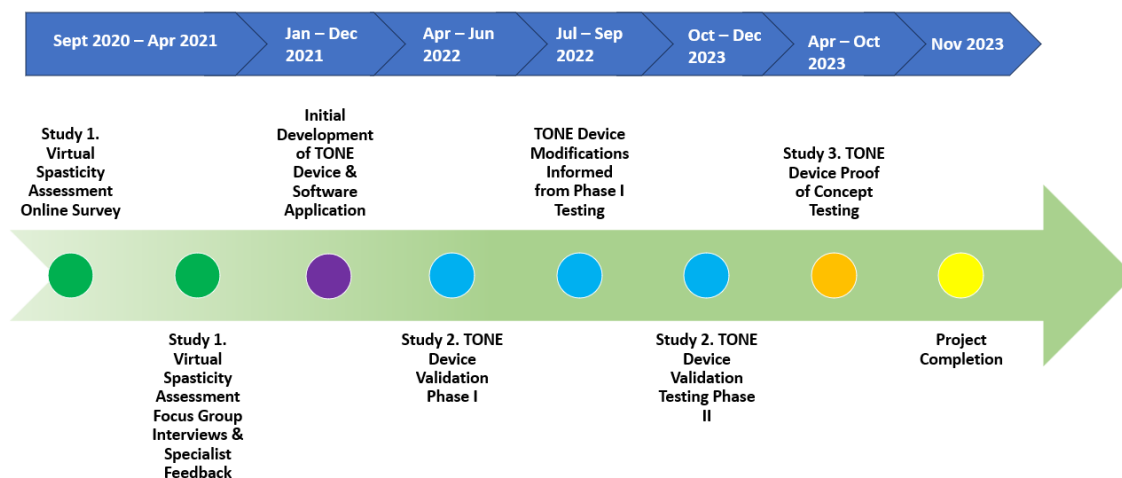 Sept 2020 – Apr 2021
Jan – Dec
2021
Apr – Jun
2022
Jul – Sep
2022
Oct – Dec
2023
Apr – Oct
2023
Nov 2023
Study 1.
Virtual
Spasticity
Assessment
Online Survey
Initial
Development
of TONE
Device &
Software
Application
TONE Device
Modifications
Informed
from Phase I
Testing
Study 3. TONE
Device Proof
of Concept
Testing
Study 1.
Virtual
Spasticity
Assessment
Focus Group
Interviews &
Specialist
Feedback
Study 2. TONE
Device
Validation
Phase I
Study 2. TONE
Device
Validation
Testing Phase
II
Project
Completion